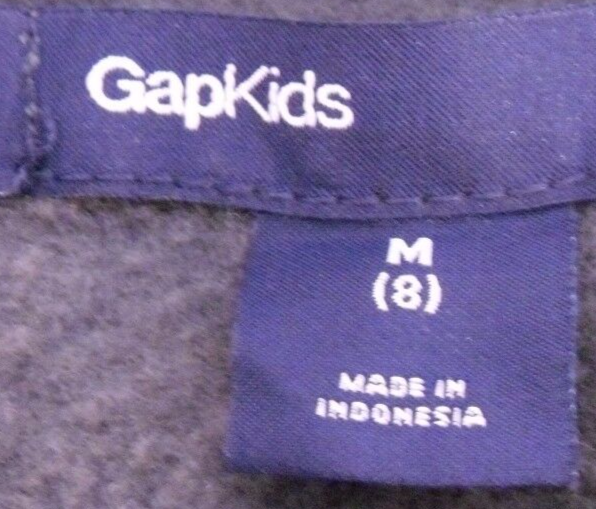 GapKids
M
(8)
MADE IN
INDONESIA